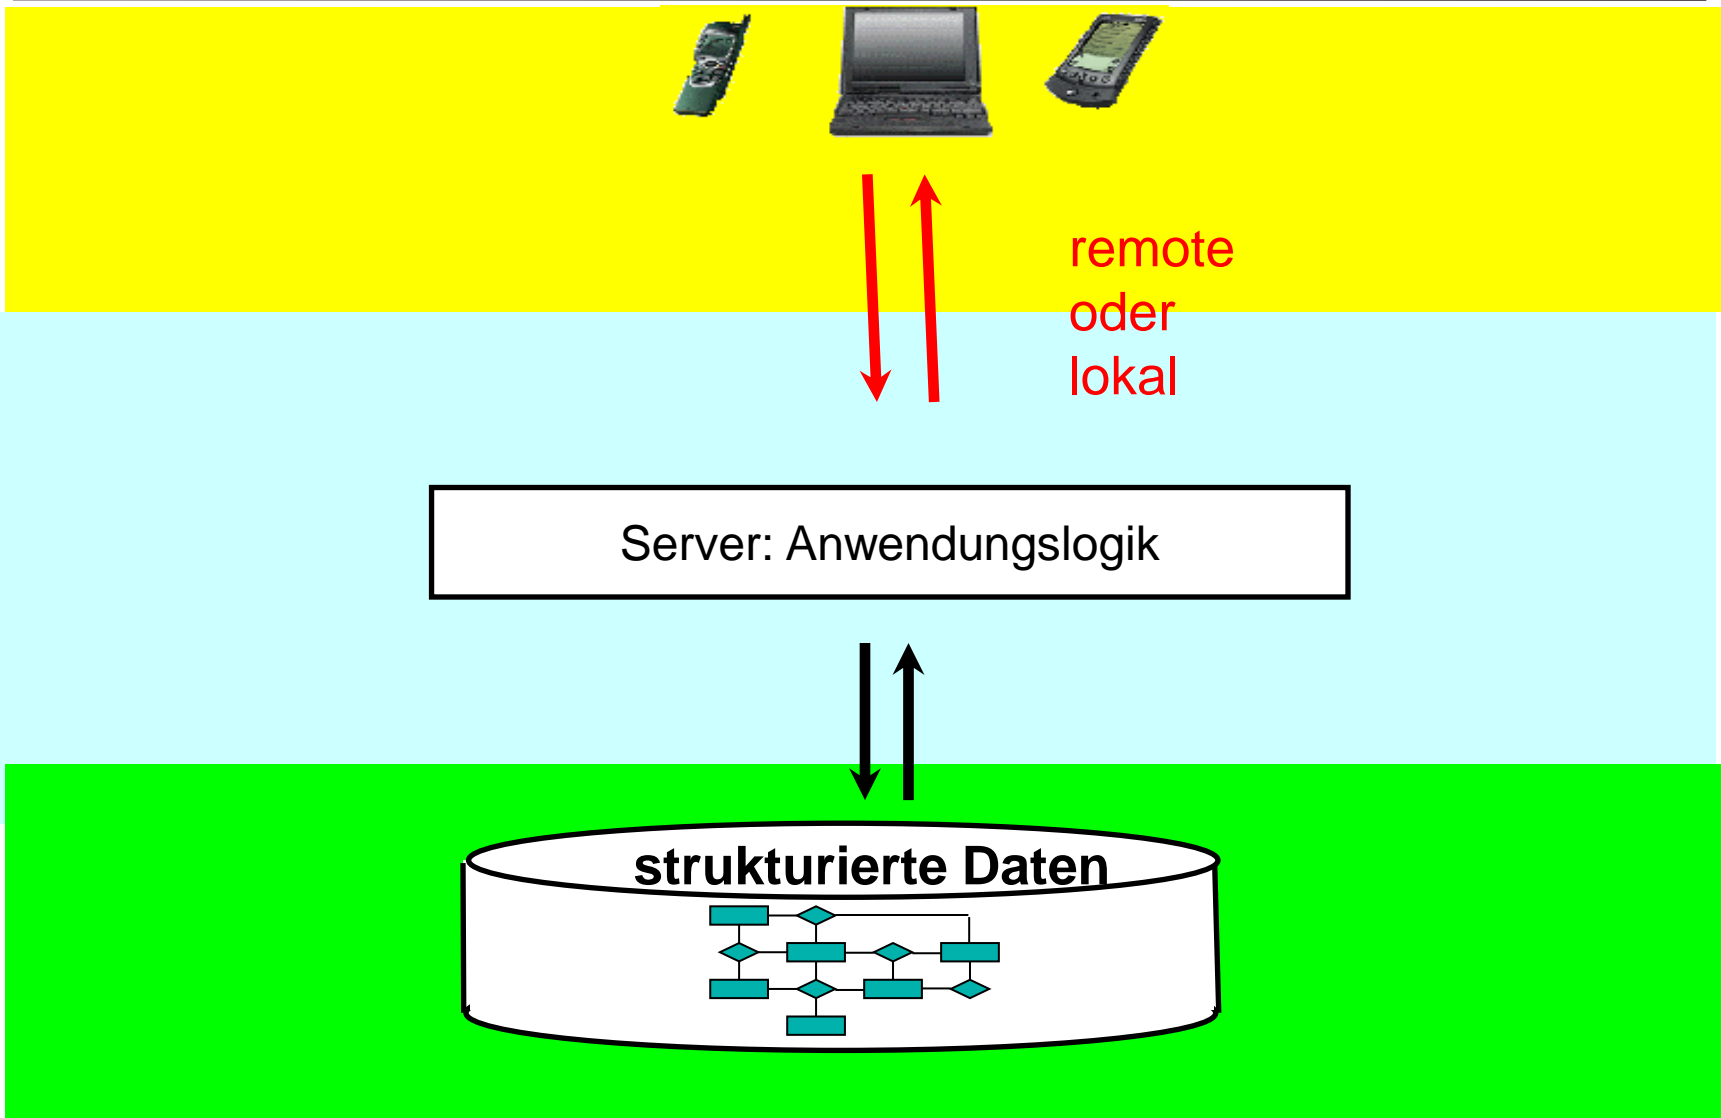 remote
oder
lokal
Server: Anwendungslogik
strukturierte Daten